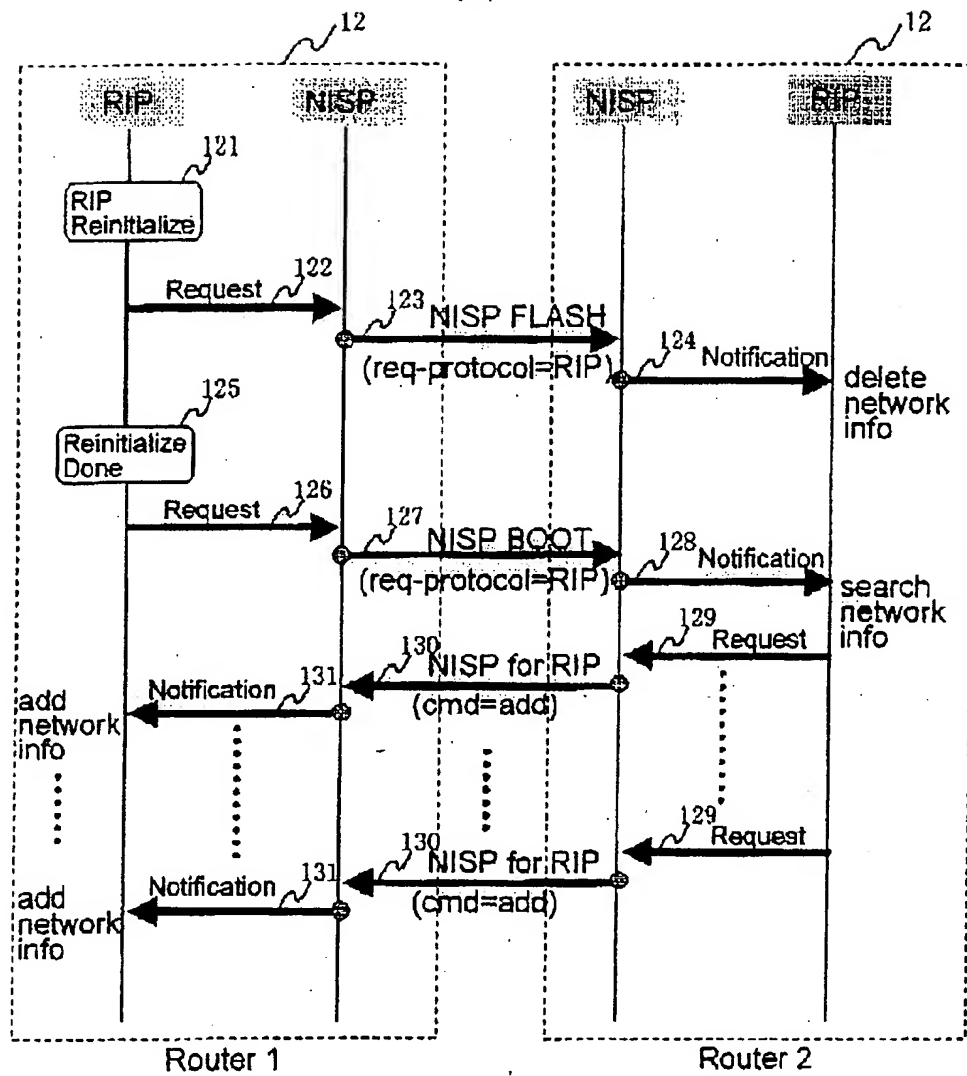 12
12
RIP
NISP
NISP
RIP
121
RIP
Reinitialize
Request
122
123
NISP FLASH
(req-protocol=RIP)
124
Notification
delete
network
info
125
Reinitialize
Done
Request
126
127
NISP BOOT
(req-protocol=RIP)
128
Notification
search
network
info
129
Request
130
NISP for RIP
(cmd=add)
Notification
131
add
network
info
129
Request
130
NISP for RIP
(cmd=add)
Notification
131
add
network
info
Router 1
Router 2